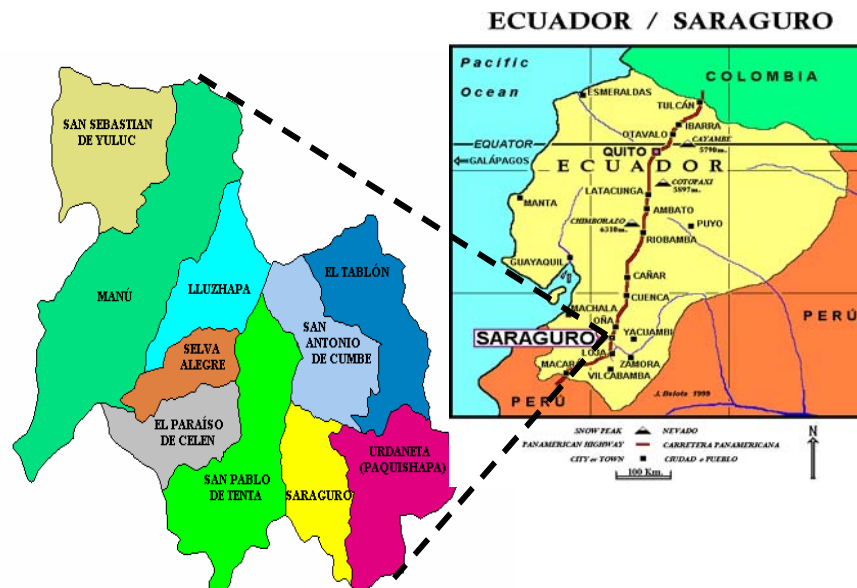 ECUADOR / SARAGURO
SAN SEBASTIAN
DE YULUC
MANÚ
LLUZHAPA
EL TABLÓN
SAN
ANTONIO
DE CUMBE
SELVA
ALEGRE
EL PARAÍSO
DE CELEN
SAN PABLO
DE TENTA
SARAGURO
URDANETA
(PAQUISHAPA)
Pacific
Ocean
COLOMBIA
ESMERALDAS
TULCÁN
IBARRA
OTAVALO
CAYAMBE
5790m.
EQUATOR
QUITO
GALÁPAGOS
ECUADOR
COTOPAXI
5897m.
LATACUNGA
MANTA
AMBATO
CHIMBORAZO
6310m.
PUYO
RIOBAMBA
GUAYAQUIL
CAÑAR
CUENCA
MACHALA
OÑA
PERÚ
SARAGURO
YACUAMBI
LOJA
ZAMORA
MACARÁ
VILCABAMBA
PERÚ
J. Belote 1999
SNOW PEAK NEVADO
PANAMERICAN HIGHWAY CARRETERA PANAMERICANA
CITY or TOWN CIUDAD o PUEBLO
100 Km.
N